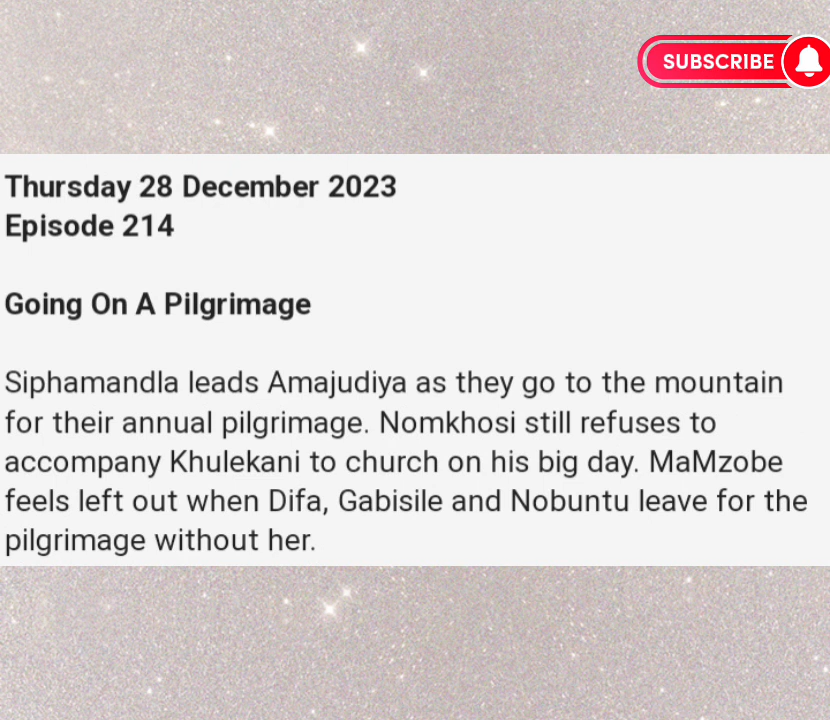 SUBSCRIBE
Thursday 28 December 2023
Episode 214
Going On A Pilgrimage
Siphamandla leads Amajudiya as they go to the mountain
for their annual pilgrimage. Nomkhosi still refuses to
accompany Khulekani to church on his big day. MaMzobe
feels left out when Difa, Gabisile and Nobuntu leave for the
pilgrimage without her.